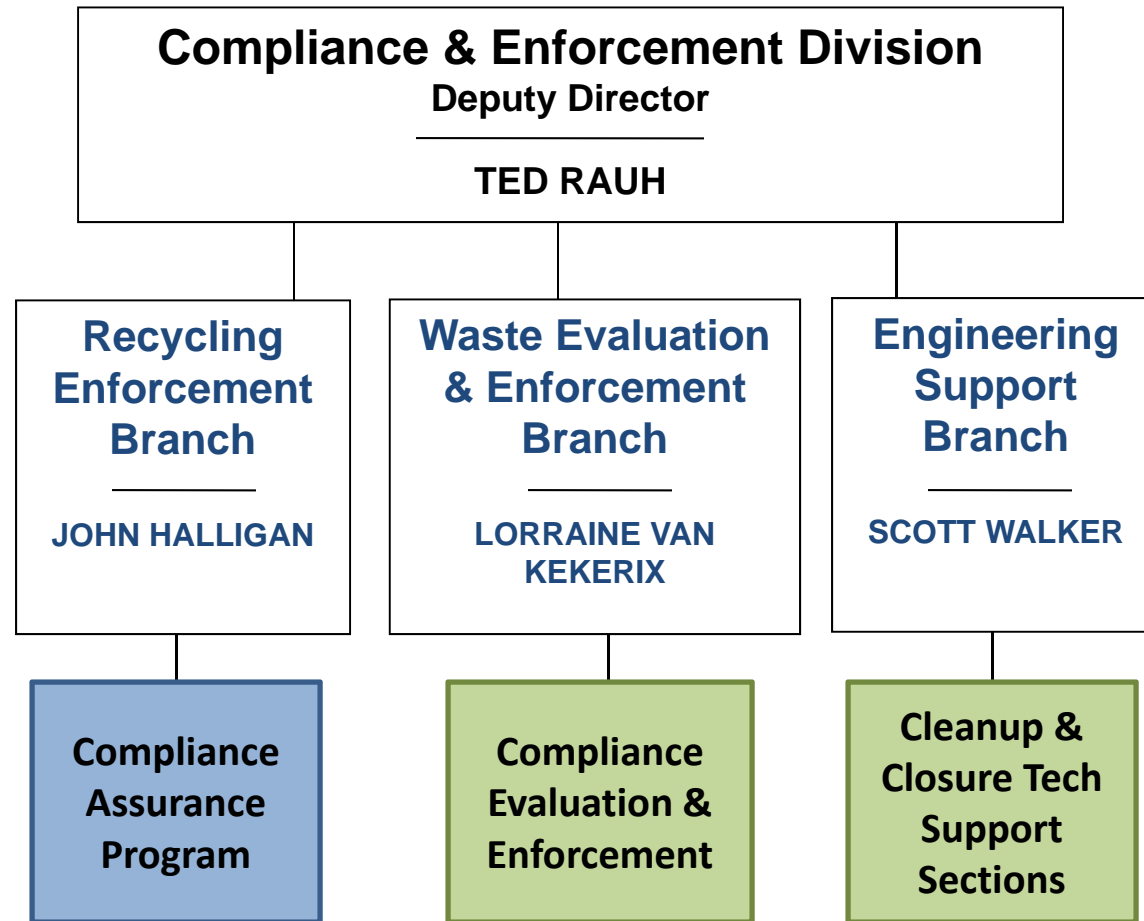 Compliance & Enforcement Division
Deputy Director
TED RAUH
Recycling
Enforcement
Branch
JOHN HALLIGAN
Waste Evaluation
& Enforcement
Branch
LORRAINE VAN
KEKERIX
Engineering
Support
Branch
SCOTT WALKER
Compliance
Assurance
Program
Compliance
Evaluation &
Enforcement
Cleanup &
Closure Tech
Support
Sections